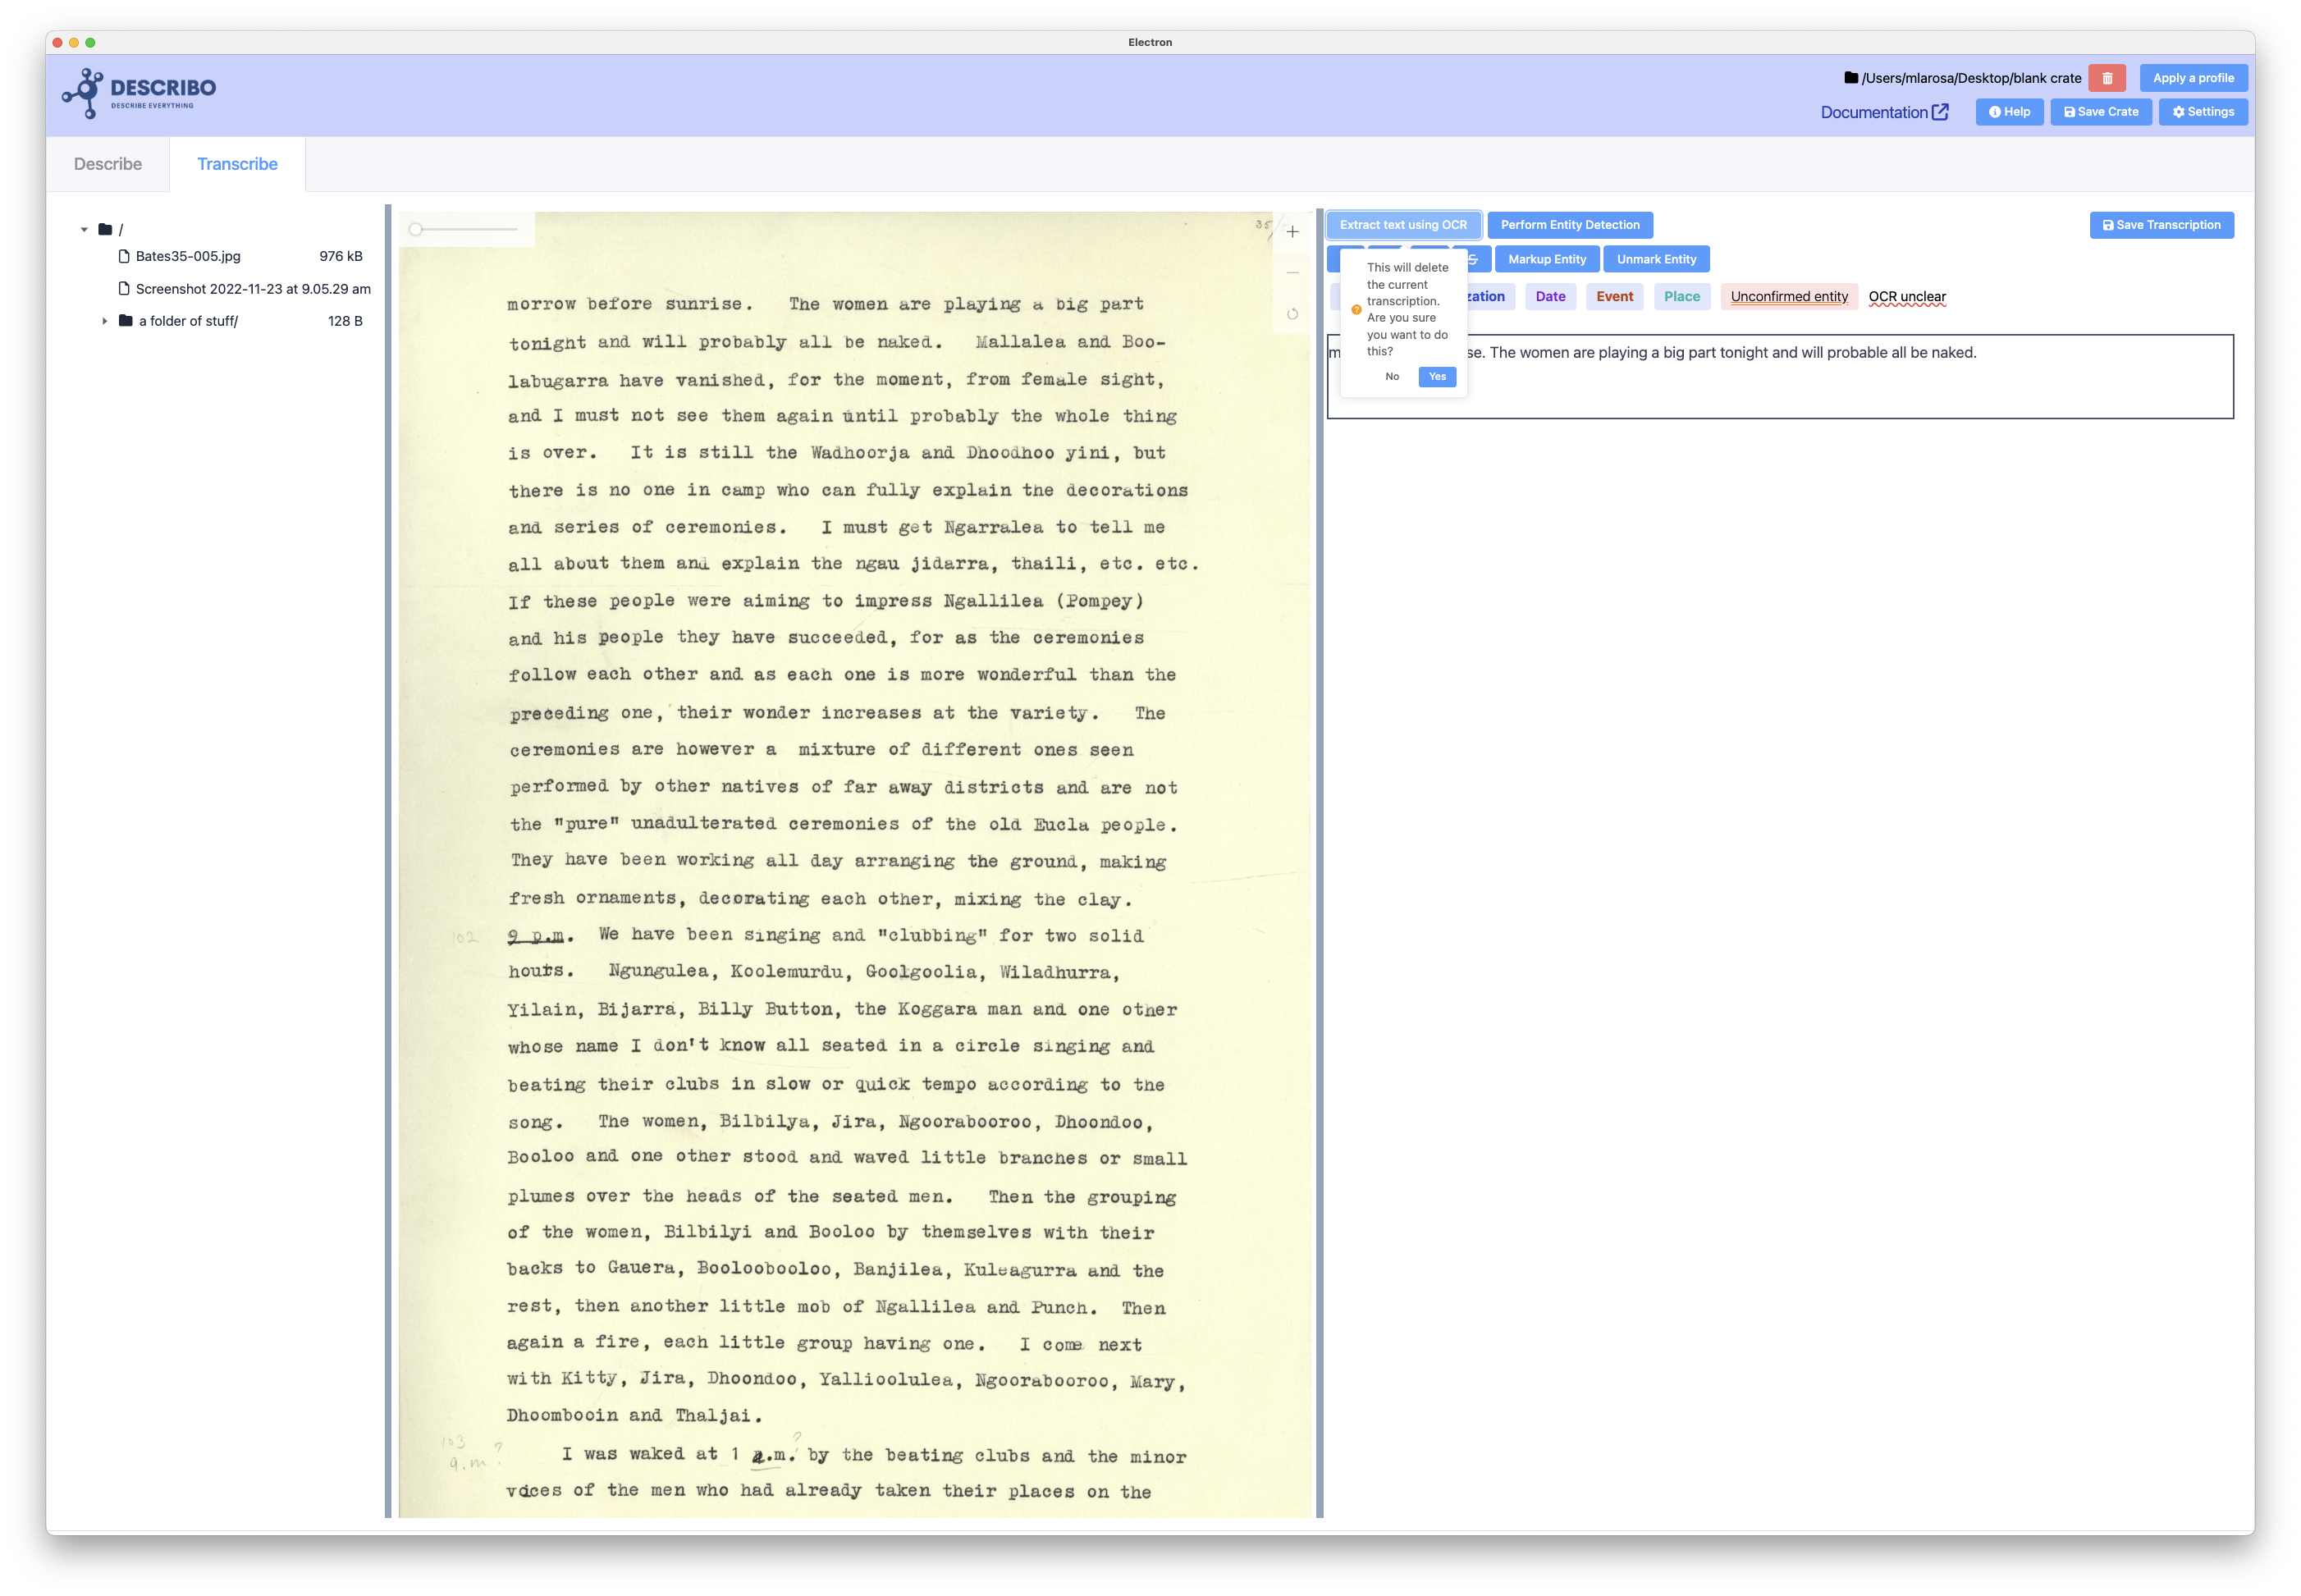 Electron
DESCRIBO
DESCRIBE EVERYTHING
/Users/mlarosa/Desktop/blank crate
Apply a profile
Documentation
Help
Save Crate
Settings
Describe
Transcribe
/
Bates35-005.jpg 976 kB
Screenshot 2022-11-23 at 9.05.29 am
a folder of stuff/ 128 B
35/
morrow before sunrise. The women are playing a big part
tonight and will probably all be naked. Mallalea and Boo-
labugarra have vanished, for the moment, from female sight,
and I must not see them again until probably the whole thing
is over. It is still the Wadhoorja and Dhoodhoo yini, but
there is no one in camp who can fully explain the decorations
and series of ceremonies. I must get Ngarralea to tell me
all about them and explain the ngau jidarra, thaili, etc. etc.
If these people were aiming to impress Ngallilea (Pompey)
and his people they have succeeded, for as the ceremonies
follow each other and as each one is more wonderful than the
preceding one, their wonder increases at the variety. The
ceremonies are however a mixture of different ones seen
performed by other natives of far away districts and are not
the "pure" unadulterated ceremonies of the old Eucla people.
They have been working all day arranging the ground, making
fresh ornaments, decorating each other, mixing the clay.
102 9 p.m. We have been singing and "clubbing" for two solid
hours. Ngungulea, Koolemurdu, Goolgoolia, Wiladhurra,
Yilain, Bijarra, Billy Button, the Koggara man and one other
whose name I don't know all seated in a circle singing and
beating their clubs in slow or quick tempo according to the
song. The women, Bilbilya, Jira, Ngoorabooroo, Dhoondoo,
Booloo and one other stood and waved little branches or small
plumes over the heads of the seated men. Then the grouping
of the women, Bilbilyi and Booloo by themselves with their
backs to Gauera, Booloobooloo, Banjilea, Kuleagurra and the
rest, then another little mob of Ngallilea and Punch. Then
again a fire, each little group having one. I come next
with Kitty, Jira, Dhoondoo, Yallioolulea, Ngoorabooroo, Mary,
Dhoombooin and Thaljai.
103 ?
a.m ?
I was waked at 1 a.m.? by the beating clubs and the minor
voices of the men who had already taken their places on the
Extract text using OCR
Perform Entity Detection
Save Transcription
S
Markup Entity
Unmark Entity
zation
Date
Event
Place
Unconfirmed entity
OCR unclear
This will delete
the current
transcription.
Are you sure
you want to do
this?
No
Yes
m se. The women are playing a big part tonight and will probable all be naked.